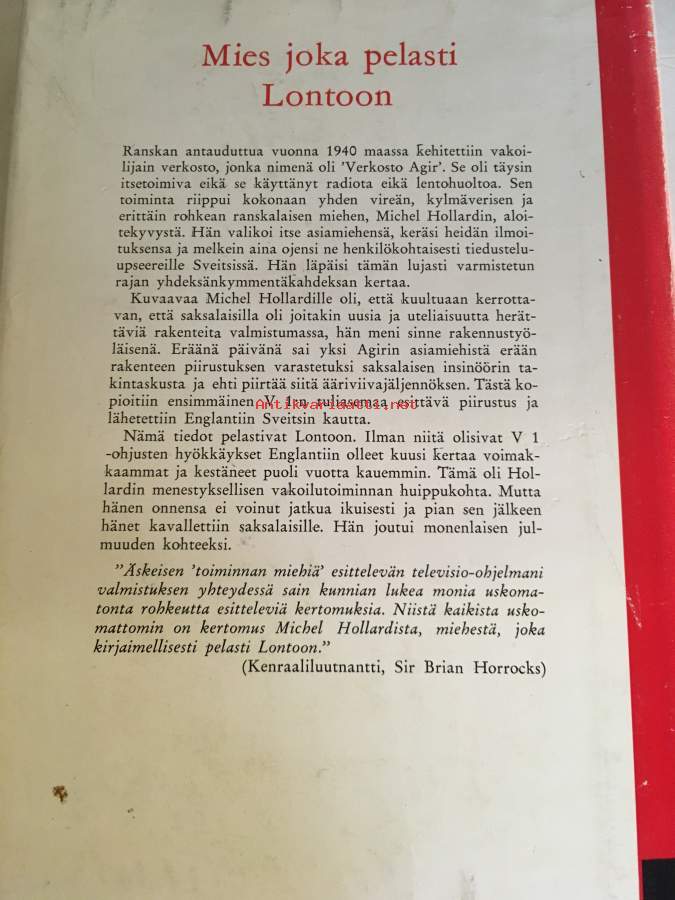 Mies joka pelasti
Lontoon
Ranskan antauduttua vuonna 1940 maassa kehitettiin vakoi-
lijain verkosto, jonka nimenä oli 'Verkosto Agir'. Se oli täysin
itsetoimiva eikä se käyttänyt radiota eikä lentohuoltoa. Sen
toiminta riippui kokonaan yhden vireän, kylmäverisen ja
erittäin rohkean ranskalaisen miehen, Michel Hollardin, aloi-
tekyvystä. Hän valikoi itse asiamiehensä, keräsi heidän ilmoi-
tuksensa ja melkein aina ojensi ne henkilökohtaisesti tiedustelu-
upseereille Sveitsissä. Hän läpäisi tämän lujasti varmistetun
rajan yhdeksänkymmentäkahdeksan kertaa.
Kuvaavaa Michel Hollardille oli, että kuultuaan kerrotta-
van, että saksalaisilla oli joitakin uusia ja uteliaisuutta herät-
täviä rakenteita valmistumassa, hän meni sinne rakennustyö-
läisenä. Eräänä päivänä sai yksi Agirin asiamiehistä erään
rakenteen piirustuksen varastetuksi saksalaisen insinöörin ta-
kintaskusta ja ehti piirtää siitä ääriviivajäljennöksen. Tästä ko-
pioitiin ensimmäinen V 1:n tuliasemaa esittävä piirustus ja
Antikvariaatti.net
lähetettiin Englantiin Sveitsin kautta.
Nämä tiedot pelastivat Lontoon. Ilman niitä olisivat V 1
-ohjusten hyökkäykset Englantiin olleet kuusi kertaa voimak-
kaammat ja kestäneet puoli vuotta kauemmin. Tämä oli Hol-
lardin menestyksellisen vakoilutoiminnan huippukohta. Mutta
hänen onnensa ei voinut jatkua ikuisesti ja pian sen jälkeen
hänet kavallettiin saksalaisille. Hän joutui monenlaisen jul-
muuden kohteeksi.
"Äskeisen 'toiminnan miehiä' esittelevän televisio-ohjelmani
valmistuksen yhteydessä sain kunnian lukea monia uskoma-
tonta rohkeutta esitteleviä kertomuksia. Niistä kaikista usko-
mattomin on kertomus Michel Hollardista, miehestä, joka
kirjaimellisesti pelasti Lontoon."
(Kenraaliluutnantti, Sir Brian Horrocks)